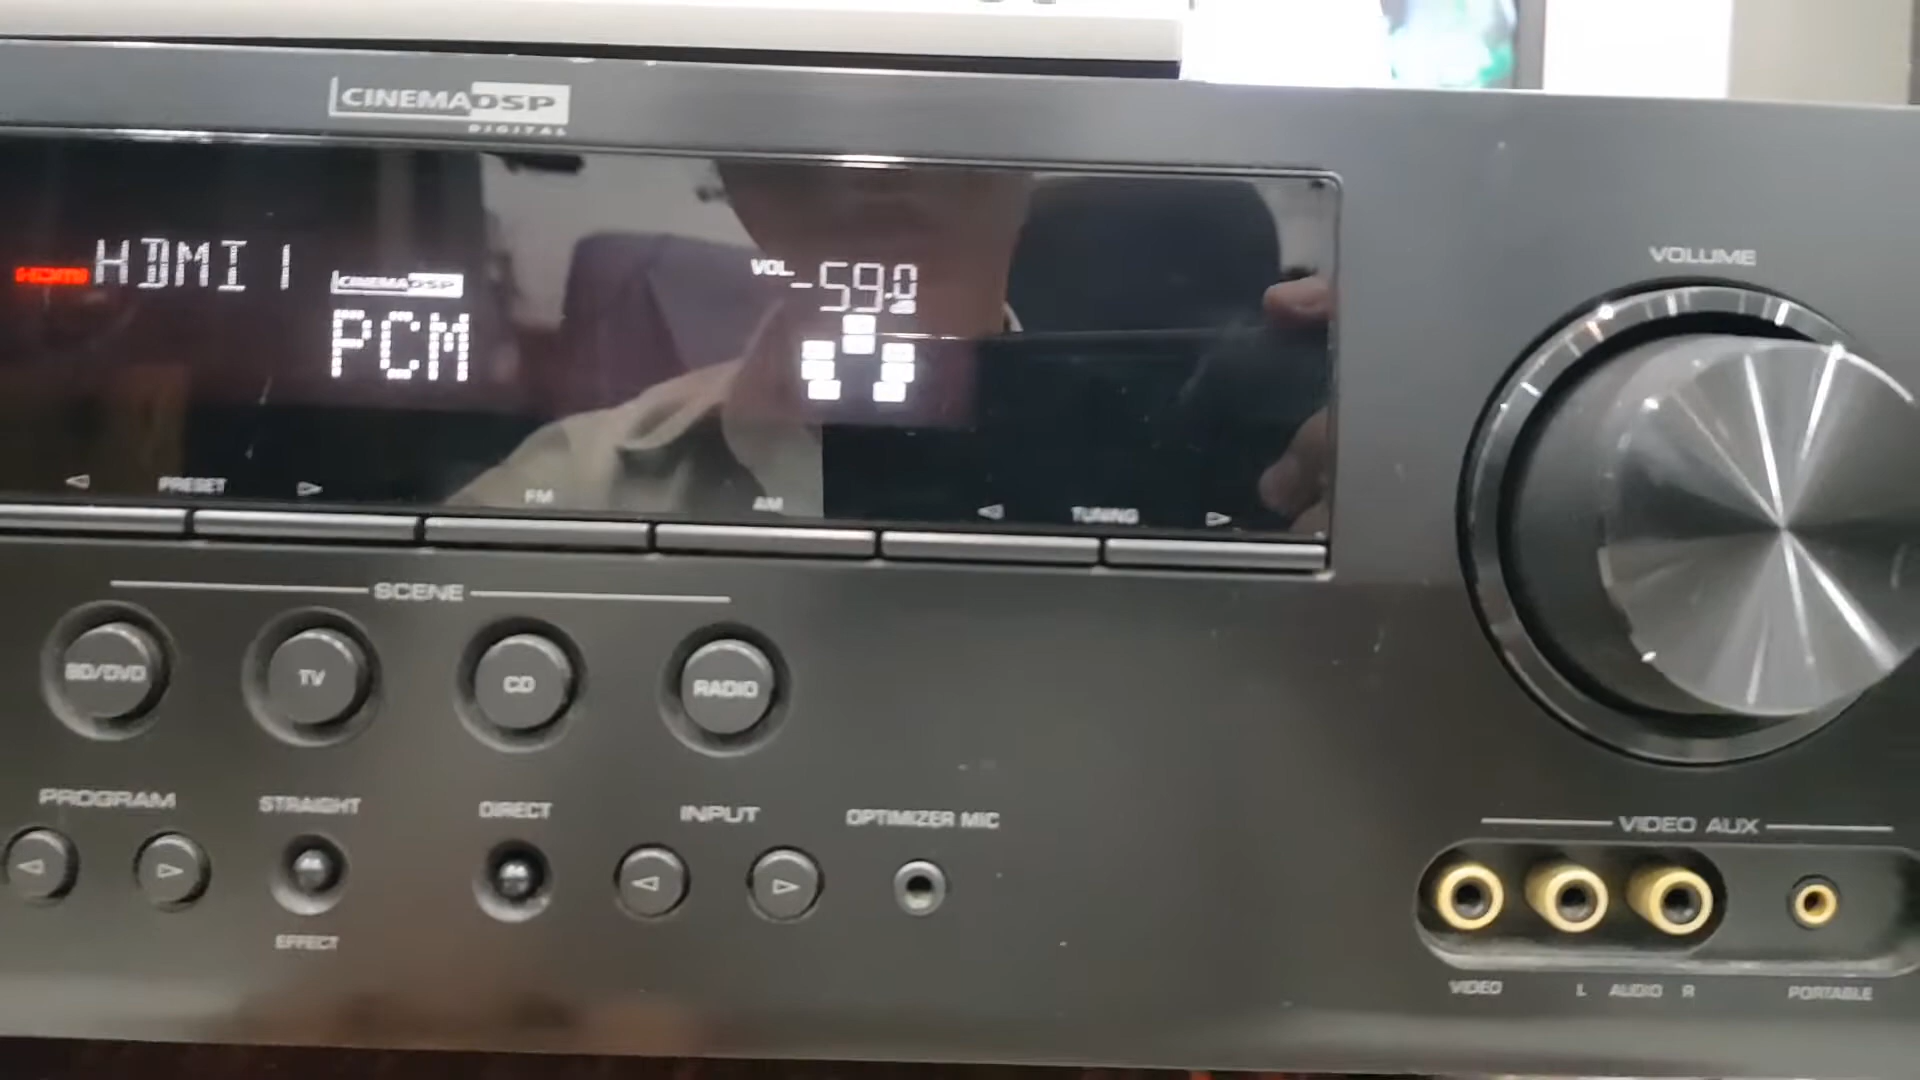 CINEMA DSP
DIGITAL
HDMI HDMI 1
CINEMA DSP
PCM
VOL. -59.0
PRESET
FM
AM
TUNING
VOLUME
SCENE
BD/DVD
TV
CD
RADIO
PROGRAM
STRAIGHT
DIRECT
INPUT
OPTIMIZER MIC
EFFECT
VIDEO AUX
VIDEO
L AUDIO R
PORTABLE